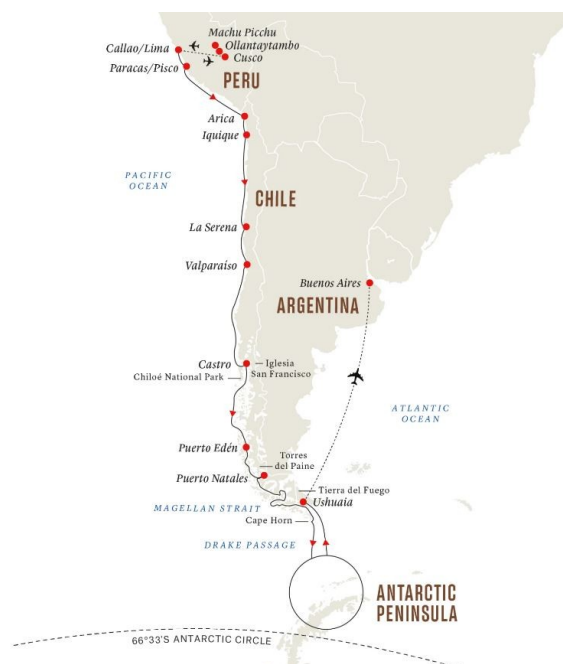 Machu Picchu
Ollantaytambo
Cusco
Callao/Lima
Paracas/Pisco
PERU
Arica
Iquique
PACIFIC
OCEAN
CHILE
La Serena
Valparaíso
Buenos Aires
ARGENTINA
Castro
Iglesia
San Francisco
Chiloé National Park
ATLANTIC
OCEAN
Puerto Edén
Torres
del Paine
Puerto Natales
Tierra del Fuego
Ushuaia
MAGELLAN STRAIT
Cape Horn
DRAKE PASSAGE
ANTARCTIC
PENINSULA
66°33'S ANTARCTIC CIRCLE